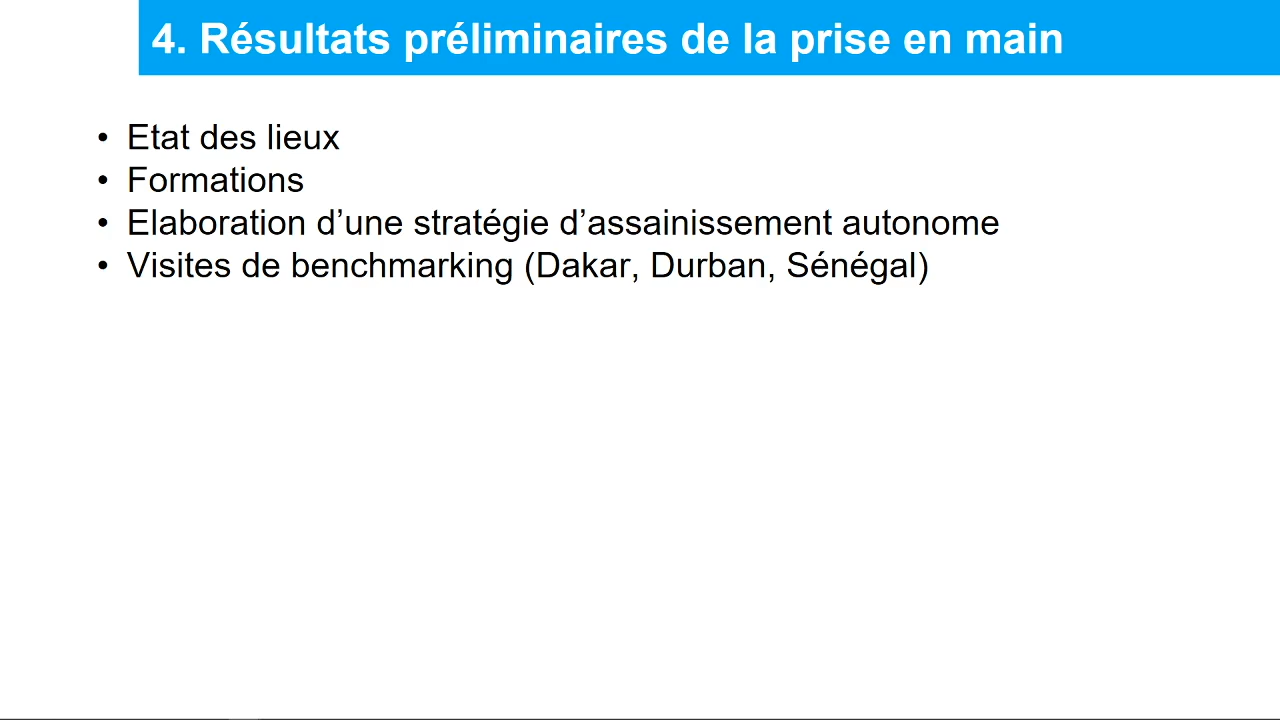 4. Résultats préliminaires de la prise en main
• Etat des lieux
• Formations
• Elaboration d’une stratégie d’assainissement autonome
• Visites de benchmarking (Dakar, Durban, Sénégal)